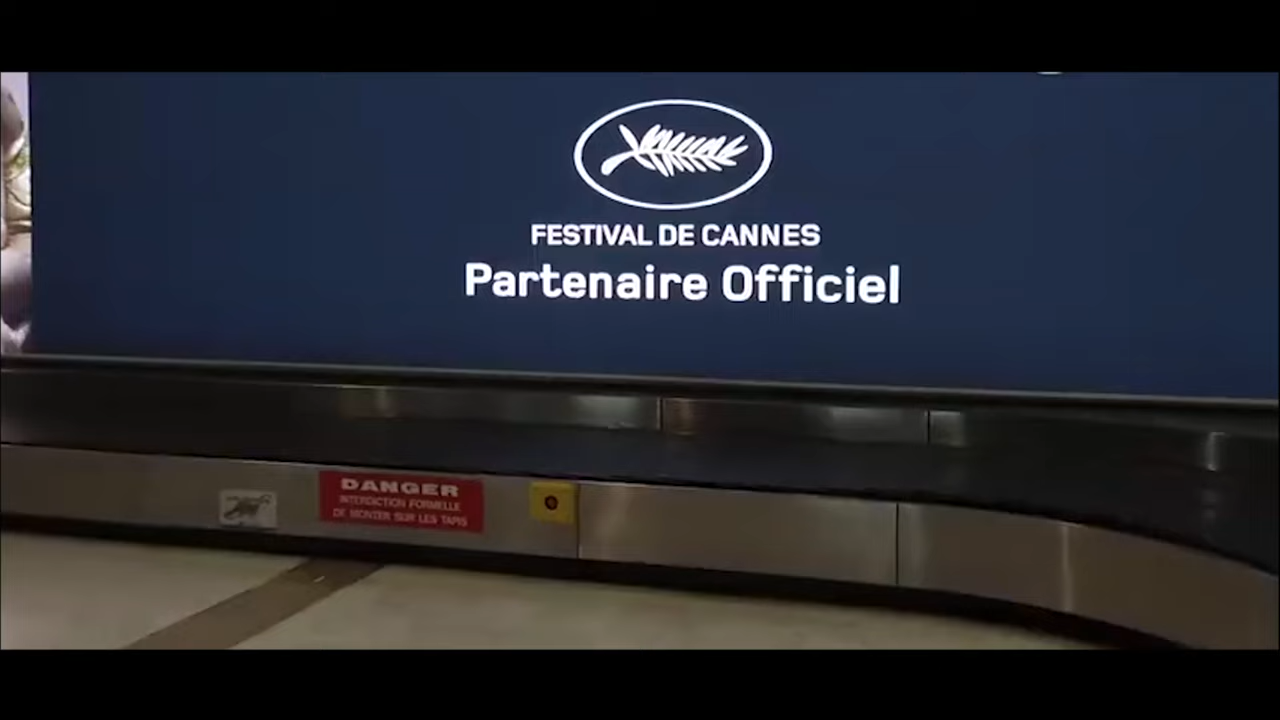 FESTIVAL DE CANNES
Partenaire Officiel
DANGER
INTERDICTION FORMELLE
DE MONTER SUR LES TAPIS